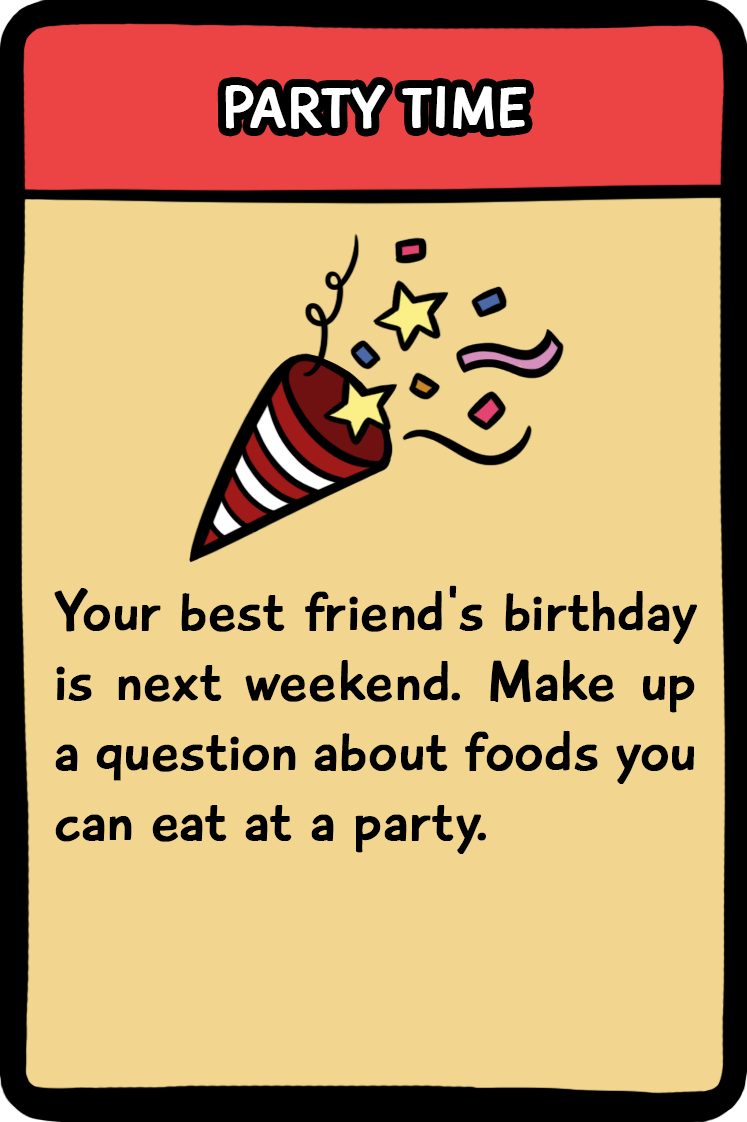 PARTY TIME
Your best friend's birthday
is next weekend. Make up
a question about foods you
can eat at a party.